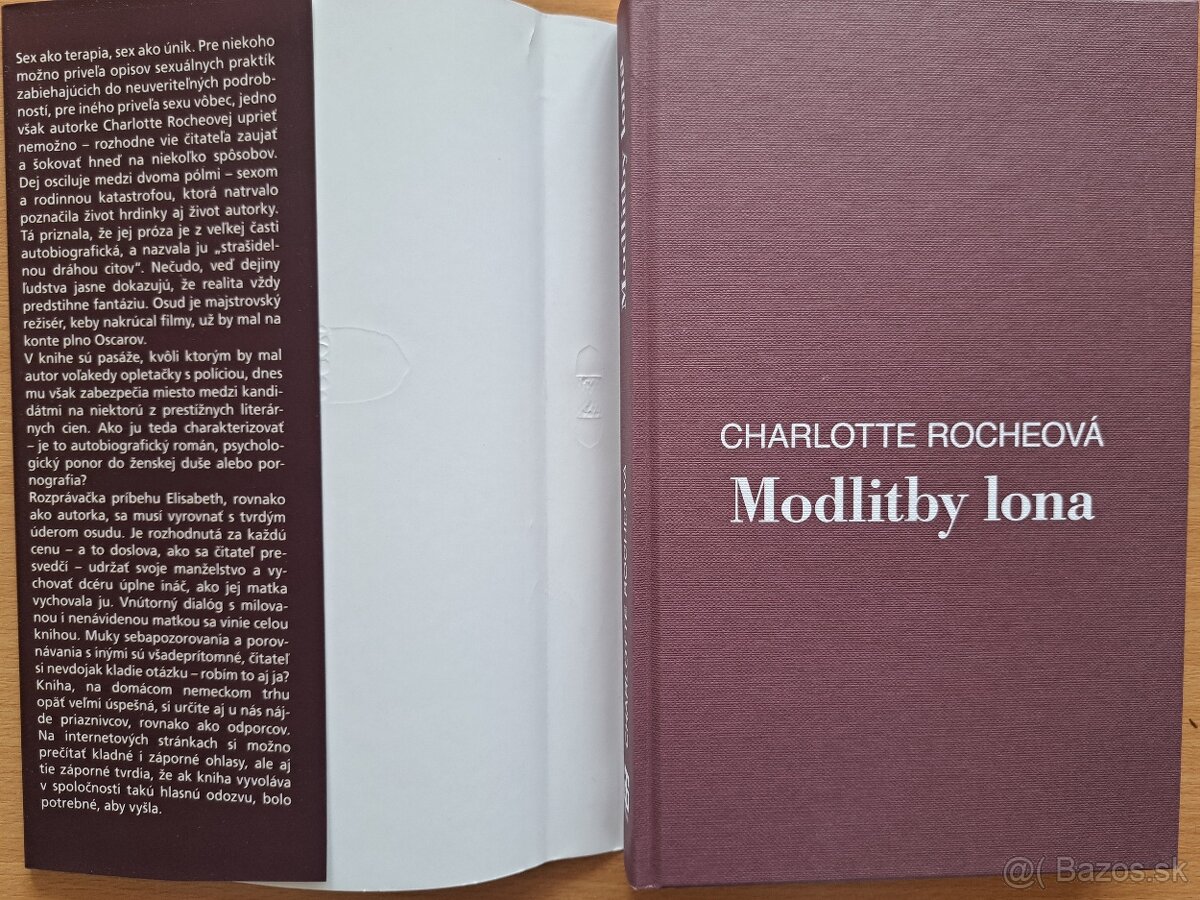 Sex ako terapia, sex ako únik. Pre niekoho
možno priveľa opisov sexuálnych praktík
zabiehajúcich do neuveriteľných podrob-
ností, pre iného priveľa sexu vôbec, jedno
však autorke Charlotte Rocheovej uprieť
nemožno – rozhodne vie čitateľa zaujať
a šokovať hneď na niekoľko spôsobov.
Dej osciluje medzi dvoma pólmi – sexom
a rodinnou katastrofou, ktorá natrvalo
poznačila život hrdinky aj život autorky.
Tá priznala, že jej próza je z veľkej časti
autobiografická, a nazvala ju „strašidel-
nou dráhou citov“. Nečudo, veď dejiny
ľudstva jasne dokazujú, že realita vždy
predstihne fantáziu. Osud je majstrovský
režisér, keby nakrúcal filmy, už by mal na
konte plno Oscarov.
V knihe sú pasáže, kvôli ktorým by mal
autor voľakedy opletačky s políciou, dnes
mu však zabezpečia miesto medzi kandi-
dátmi na niektorú z prestížnych literár-
nych cien. Ako ju teda charakterizovať
– je to autobiografický román, psycholo-
gický ponor do ženskej duše alebo por-
nografia?
Rozprávačka príbehu Elisabeth, rovnako
ako autorka, sa musí vyrovnať s tvrdým
úderom osudu. Je rozhodnutá za každú
cenu – a to doslova, ako sa čitateľ pre-
svedčí – udržať svoje manželstvo a vy-
chovať dcéru úplne ináč, ako jej matka
vychovala ju. Vnútorný dialóg s milova-
nou i nenávidenou matkou sa vinie celou
knihou. Muky sebapozorovania a porov-
návania s inými sú všadeprítomné, čitateľ
si nevdojak kladie otázku – robím to aj ja?
Kniha, na domácom nemeckom trhu
opäť veľmi úspešná, si určite aj u nás náj-
de priaznivcov, rovnako ako odporcov.
Na internetových stránkach si možno
prečítať kladné i záporné ohlasy, ale aj
tie záporné tvrdia, že ak kniha vyvoláva
v spoločnosti takú hlasnú odozvu, bolo
potrebné, aby vyšla.
Modlitby lona
CHARLOTTE ROCHEOVÁ
CHARLOTTE ROCHEOVÁ
Modlitby lona
@( Bazos.sk